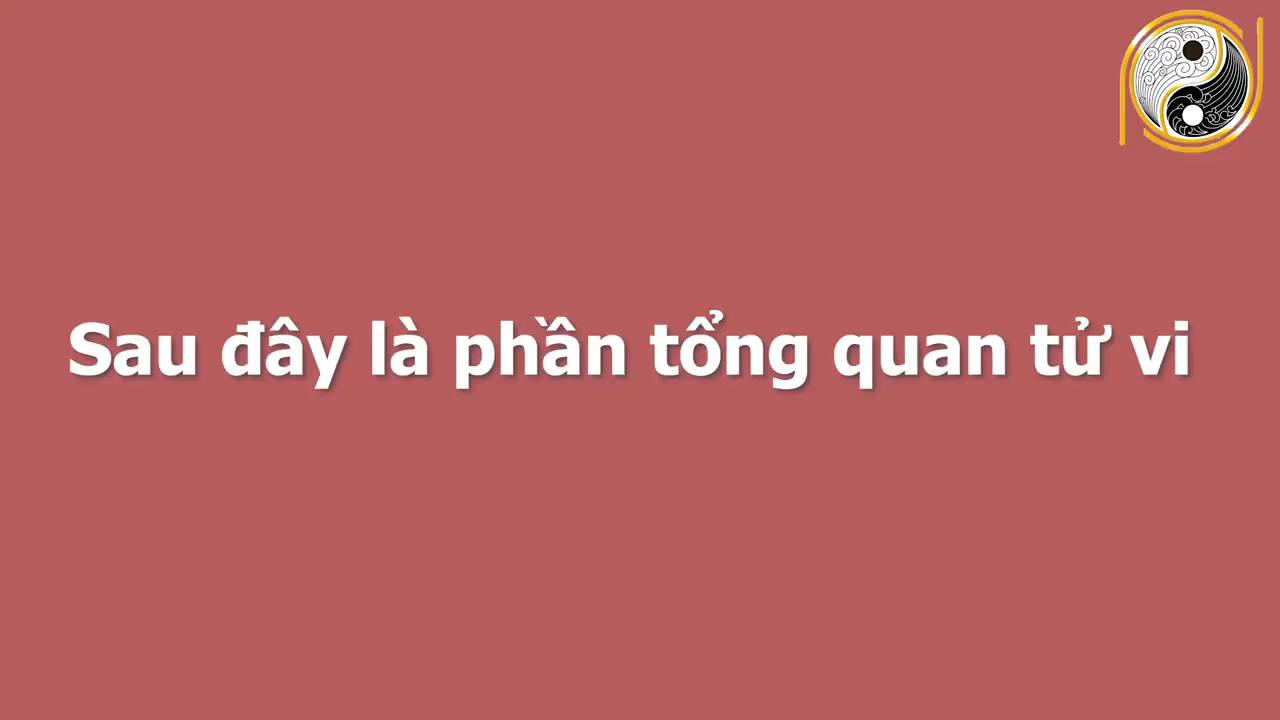 Sau đây là phần tổng quan tử vi